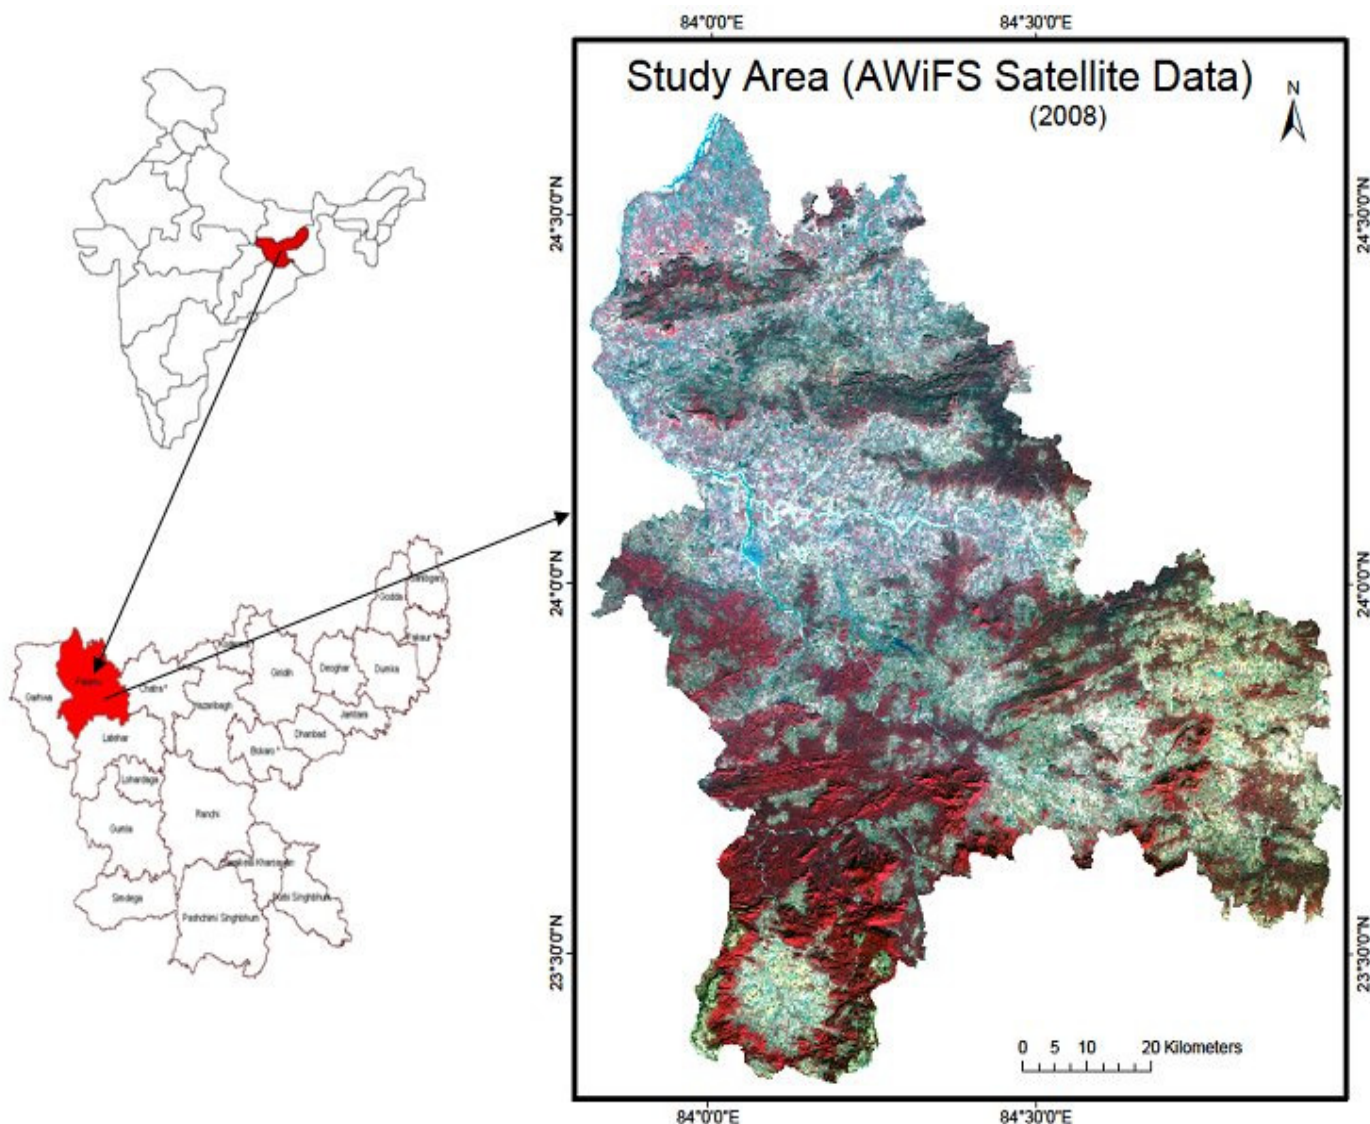 84°0'0"E
84°30'0"E
Study Area (AWiFS Satellite Data)
(2008)
N
24°30'0"N
24°30'0"N
24°0'0"N
24°0'0"N
23°30'0"N
23°30'0"N
0 5 10 20 Kilometers
84°0'0"E
84°30'0"E
Godda
Pakur
Garhwa
Palamu
Chatra
Giridih
Deoghar
Dumka
Hazaribagh
Jamtara
Dhanbad
Bokaro
Latehar
Lohardaga
Ranchi
Gumla
Simdega
Pashchimi Singhbhum